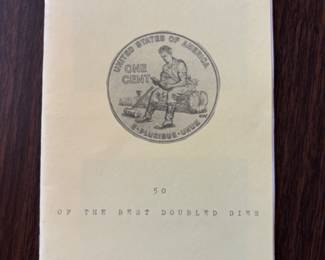 UNITED STATES OF AMERICA
ONE
CENT
E·PLURIBUS·UNUM
50
OF THE BEST DOUBLED DIES